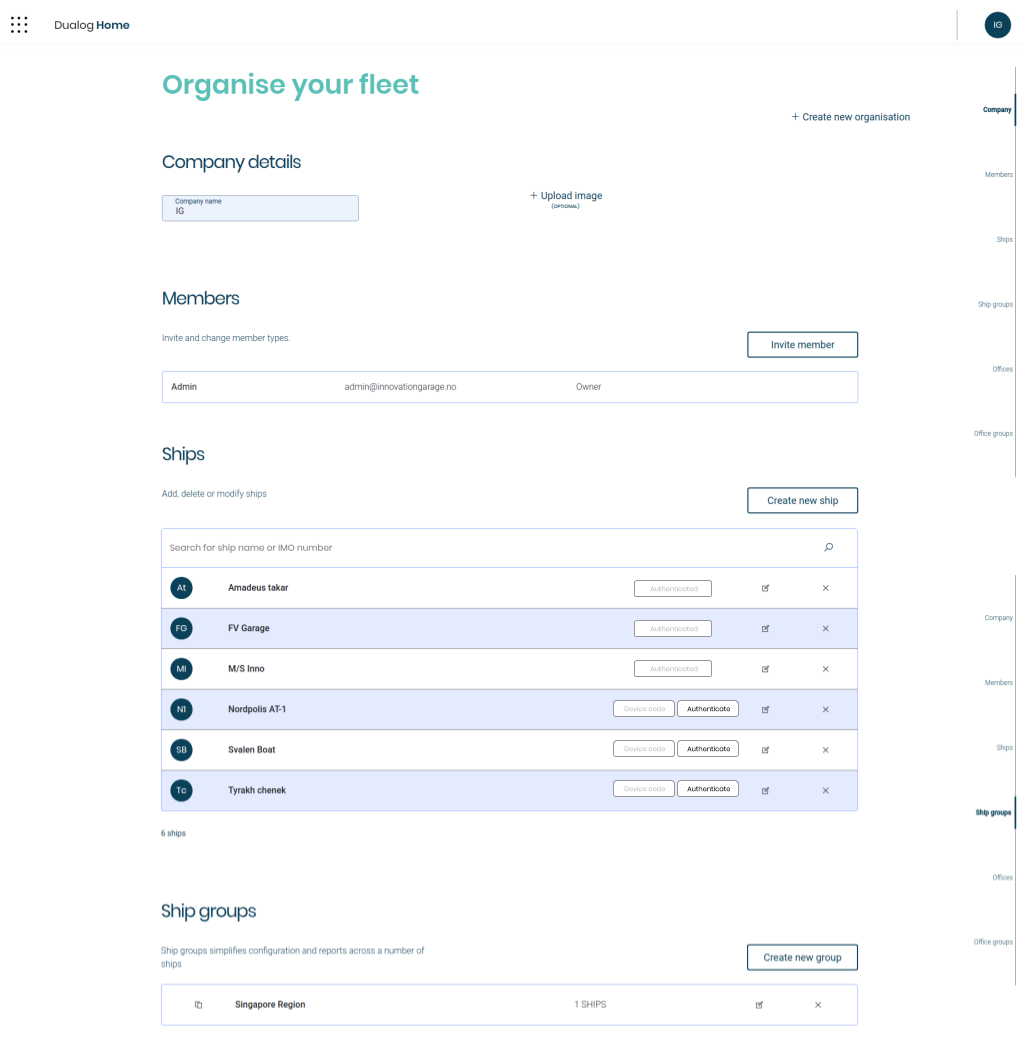 Dualog Home
IG
Organise your fleet
+ Create new organisation
Company details
Company name
IG
+ Upload image
(OPTIONAL)
Members
Invite and change member types.
Invite member
Admin admin@innovationgarage.no Owner
Ships
Add, delete or modify ships
Create new ship
Search for ship name or IMO number
At Amadeus takar Authenticated
FG FV Garage Authenticated
MI M/S Inno Authenticated
N1 Nordpolis AT-1 Device code Authenticate
SB Svalen Boat Device code Authenticate
Tc Tyrakh chenek Device code Authenticate
6 ships
Ship groups
Ship groups simplifies configuration and reports across a number of
ships
Create new group
Singapore Region 1 SHIPS
Company
Members
Ships
Ship groups
Offices
Office groups
Company
Members
Ships
Ship groups
Offices
Office groups